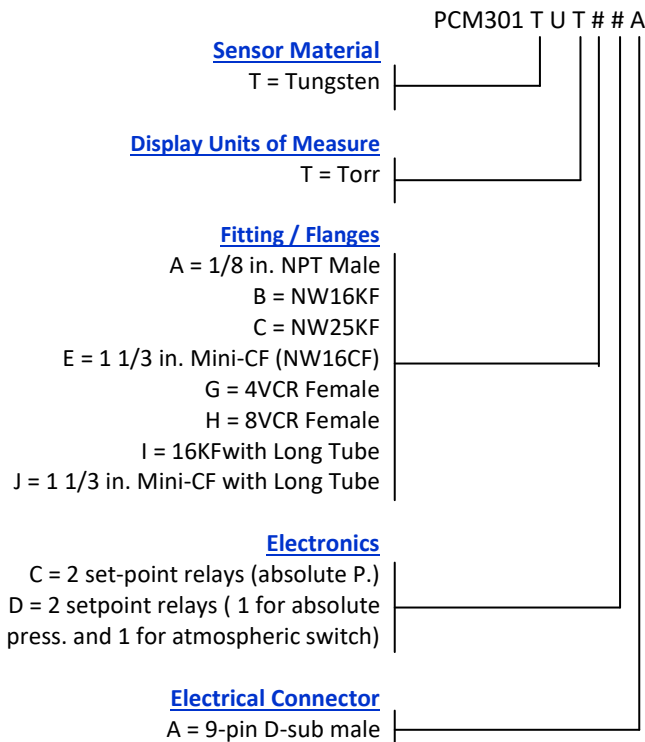 PCM301 T U T # # A
Sensor Material
T = Tungsten
Display Units of Measure
T = Torr
Fitting / Flanges
A = 1/8 in. NPT Male
B = NW16KF
C = NW25KF
E = 1 1/3 in. Mini-CF (NW16CF)
G = 4VCR Female
H = 8VCR Female
I = 16KFwith Long Tube
J = 1 1/3 in. Mini-CF with Long Tube
Electronics
C = 2 set-point relays (absolute P.)
D = 2 setpoint relays ( 1 for absolute
press. and 1 for atmospheric switch)
Electrical Connector
A = 9-pin D-sub male